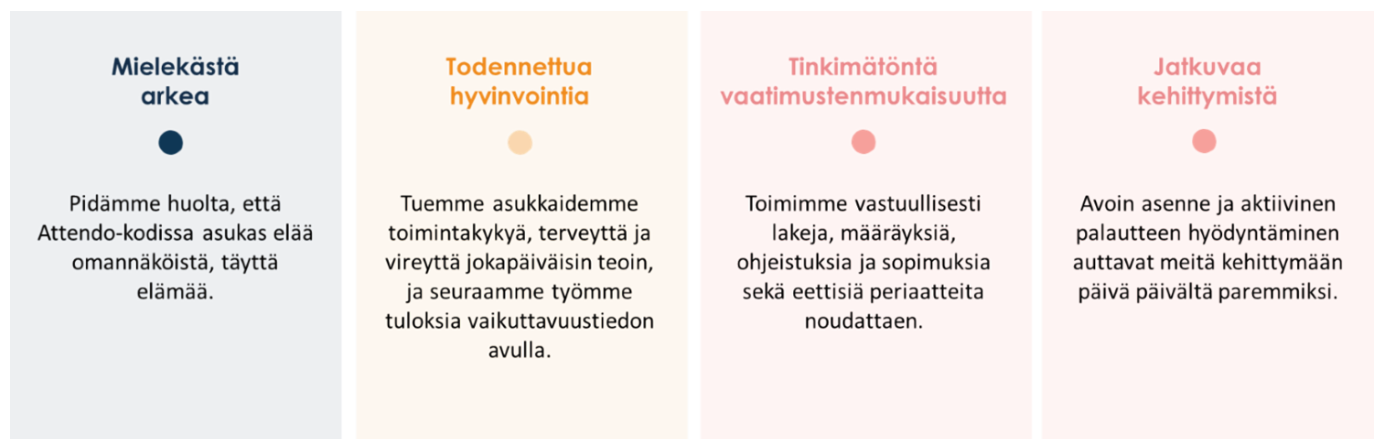 Mielekästä
arkea
Pidämme huolta, että
Attendo-kodissa asukas elää
omannäköistä, täyttä
elämää.
Todennettua
hyvinvointia
Tuemme asukkaidemme
toimintakykyä, terveyttä ja
vireyttä jokapäiväisin teoin,
ja seuraamme työmme
tuloksia vaikuttavuustiedon
avulla.
Tinkimätöntä
vaatimustenmukaisuutta
Toimimme vastuullisesti
lakeja, määräyksiä,
ohjeistuksia ja sopimuksia
sekä eettisiä periaatteita
noudattaen.
Jatkuvaa
kehittymistä
Avoin asenne ja aktiivinen
palautteen hyödyntäminen
auttavat meitä kehittymään
päivä päivältä paremmiksi.